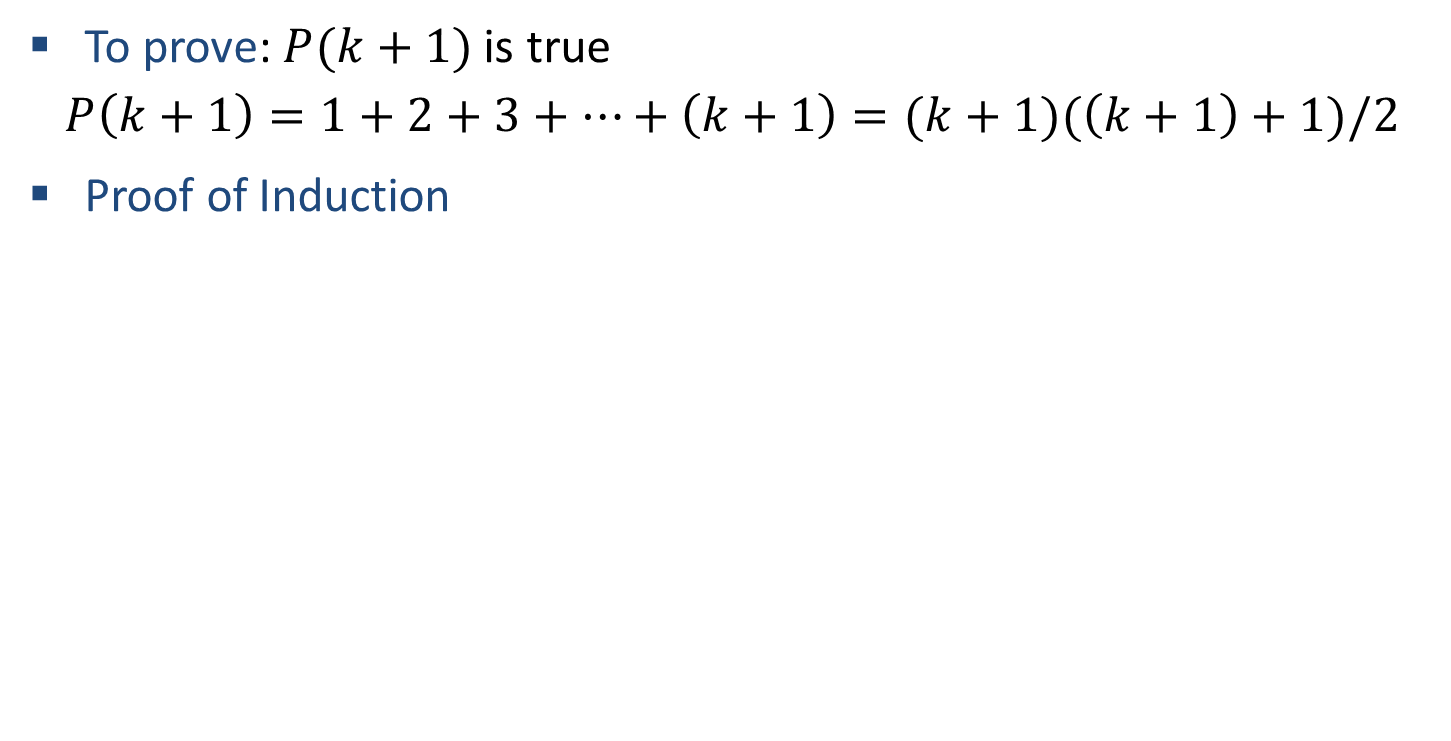 ▪ To prove: P(k + 1) is true
P(k + 1) = 1 + 2 + 3 + ⋯ + (k + 1) = (k + 1)((k + 1) + 1)/2
▪ Proof of Induction